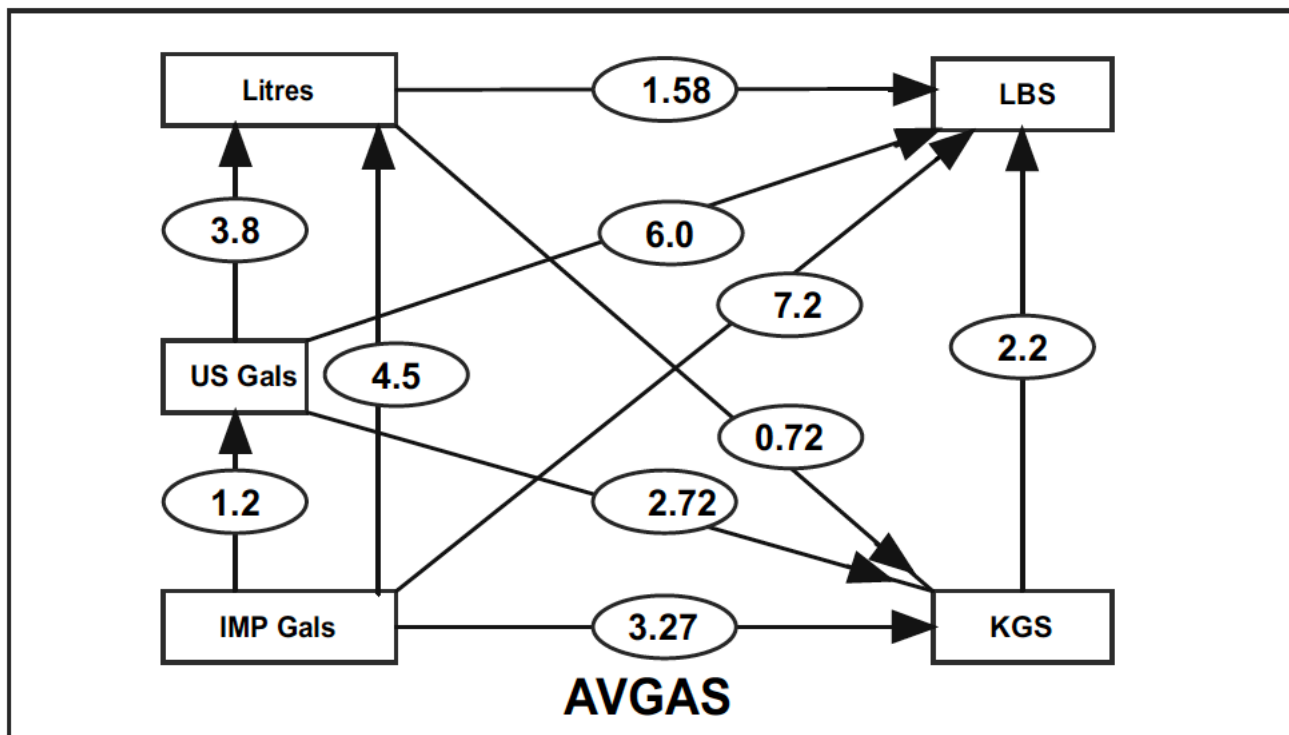 Litres
1.58
LBS
3.8
6.0
7.2
US Gals
4.5
2.2
0.72
1.2
2.72
IMP Gals
3.27
KGS
AVGAS